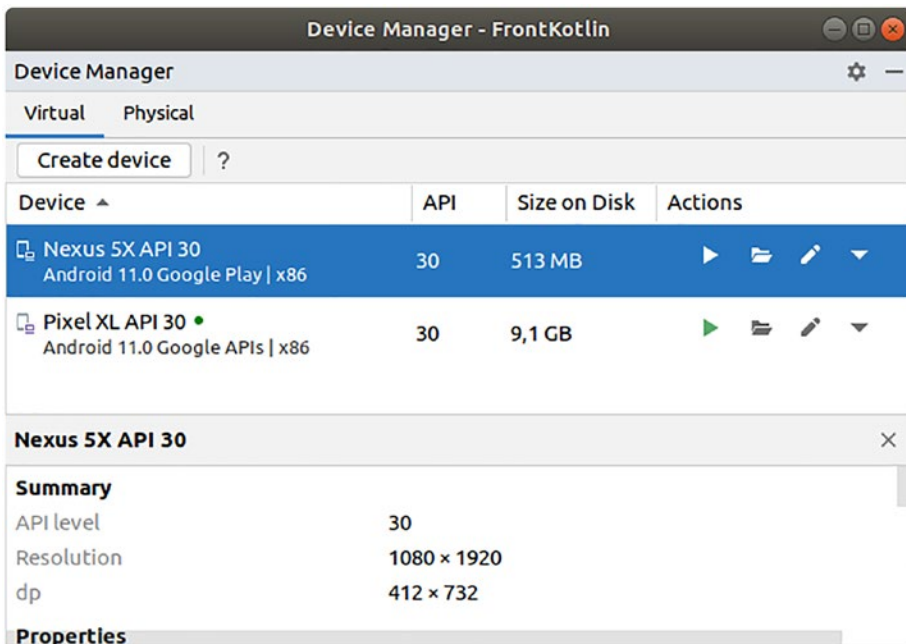 Device Manager - FrontKotlin
Device Manager
Virtual Physical
Create device ?
Device API Size on Disk Actions
Nexus 5X API 30
Android 11.0 Google Play | x86
30 513 MB
Pixel XL API 30
Android 11.0 Google APIs | x86
30 9,1 GB
Nexus 5X API 30
Summary
API level 30
Resolution 1080 × 1920
dp 412 × 732
Properties